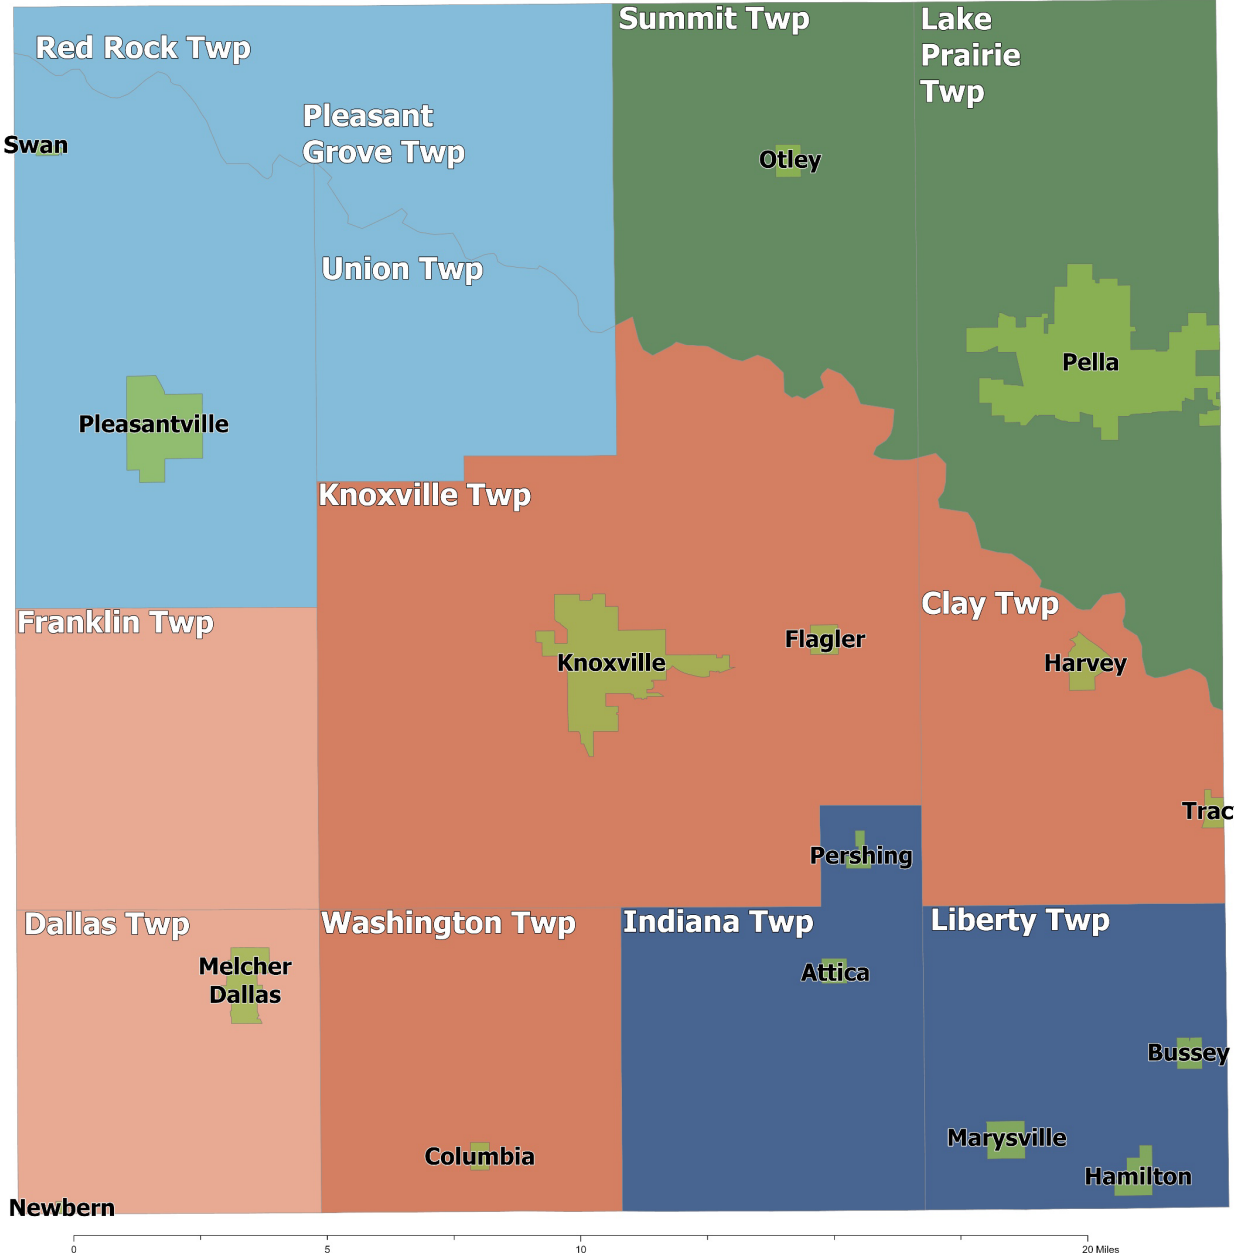 Summit Twp
Lake
Prairie
Twp
Red Rock Twp
Pleasant
Grove Twp
Swan
Otley
Union Twp
Pella
Pleasantville
Knoxville Twp
Clay Twp
Franklin Twp
Flagler
Knoxville
Harvey
Trac
Pershing
Dallas Twp
Washington Twp
Indiana Twp
Liberty Twp
Melcher
Dallas
Attica
Bussey
Marysville
Columbia
Hamilton
Newbern
0 5 10 20 Miles